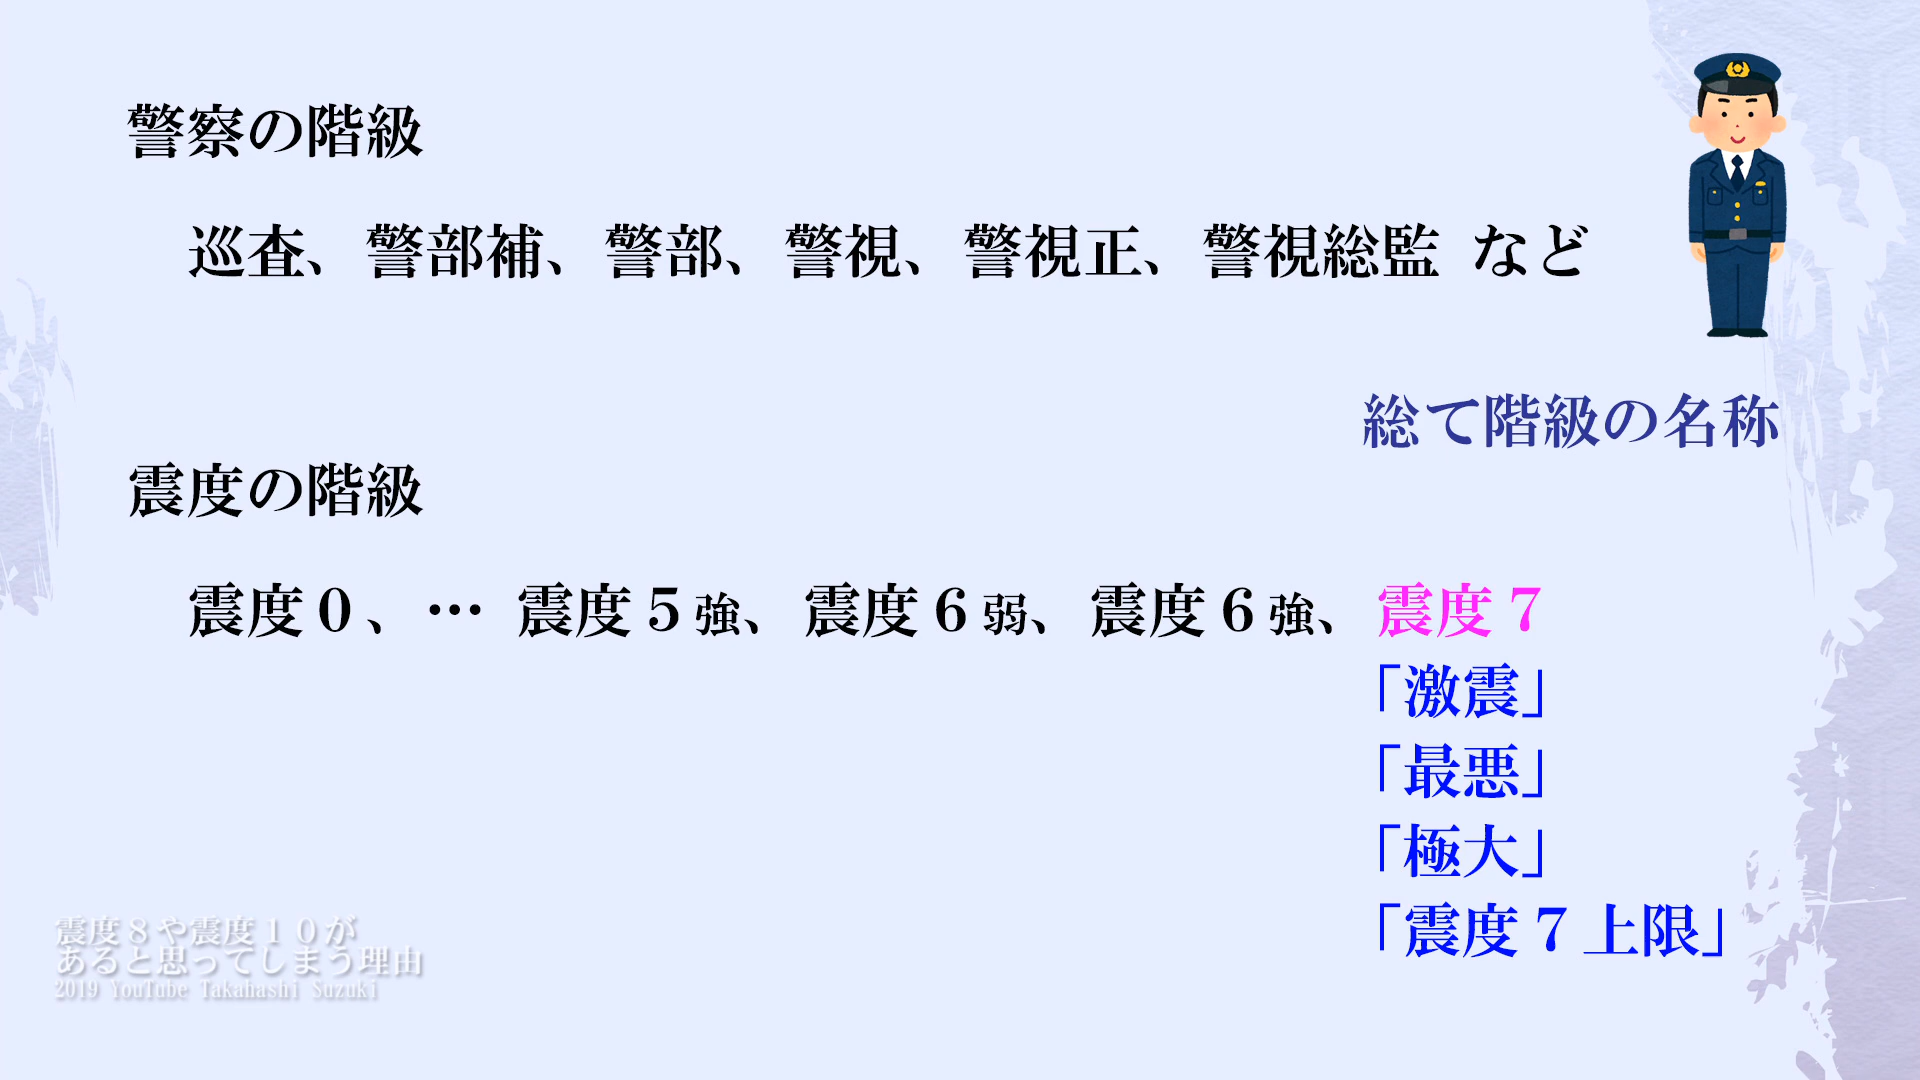 警察の階級
巡査、警部補、警部、警視、警視正、警視総監 など
総て階級の名称
震度の階級
震度０、… 震度５強、震度６弱、震度６強、震度７
「激震」
「最悪」
「極大」
「震度７上限」
震度８や震度１０が
あると思ってしまう理由
2019 YouTube Takahashi Suzuki